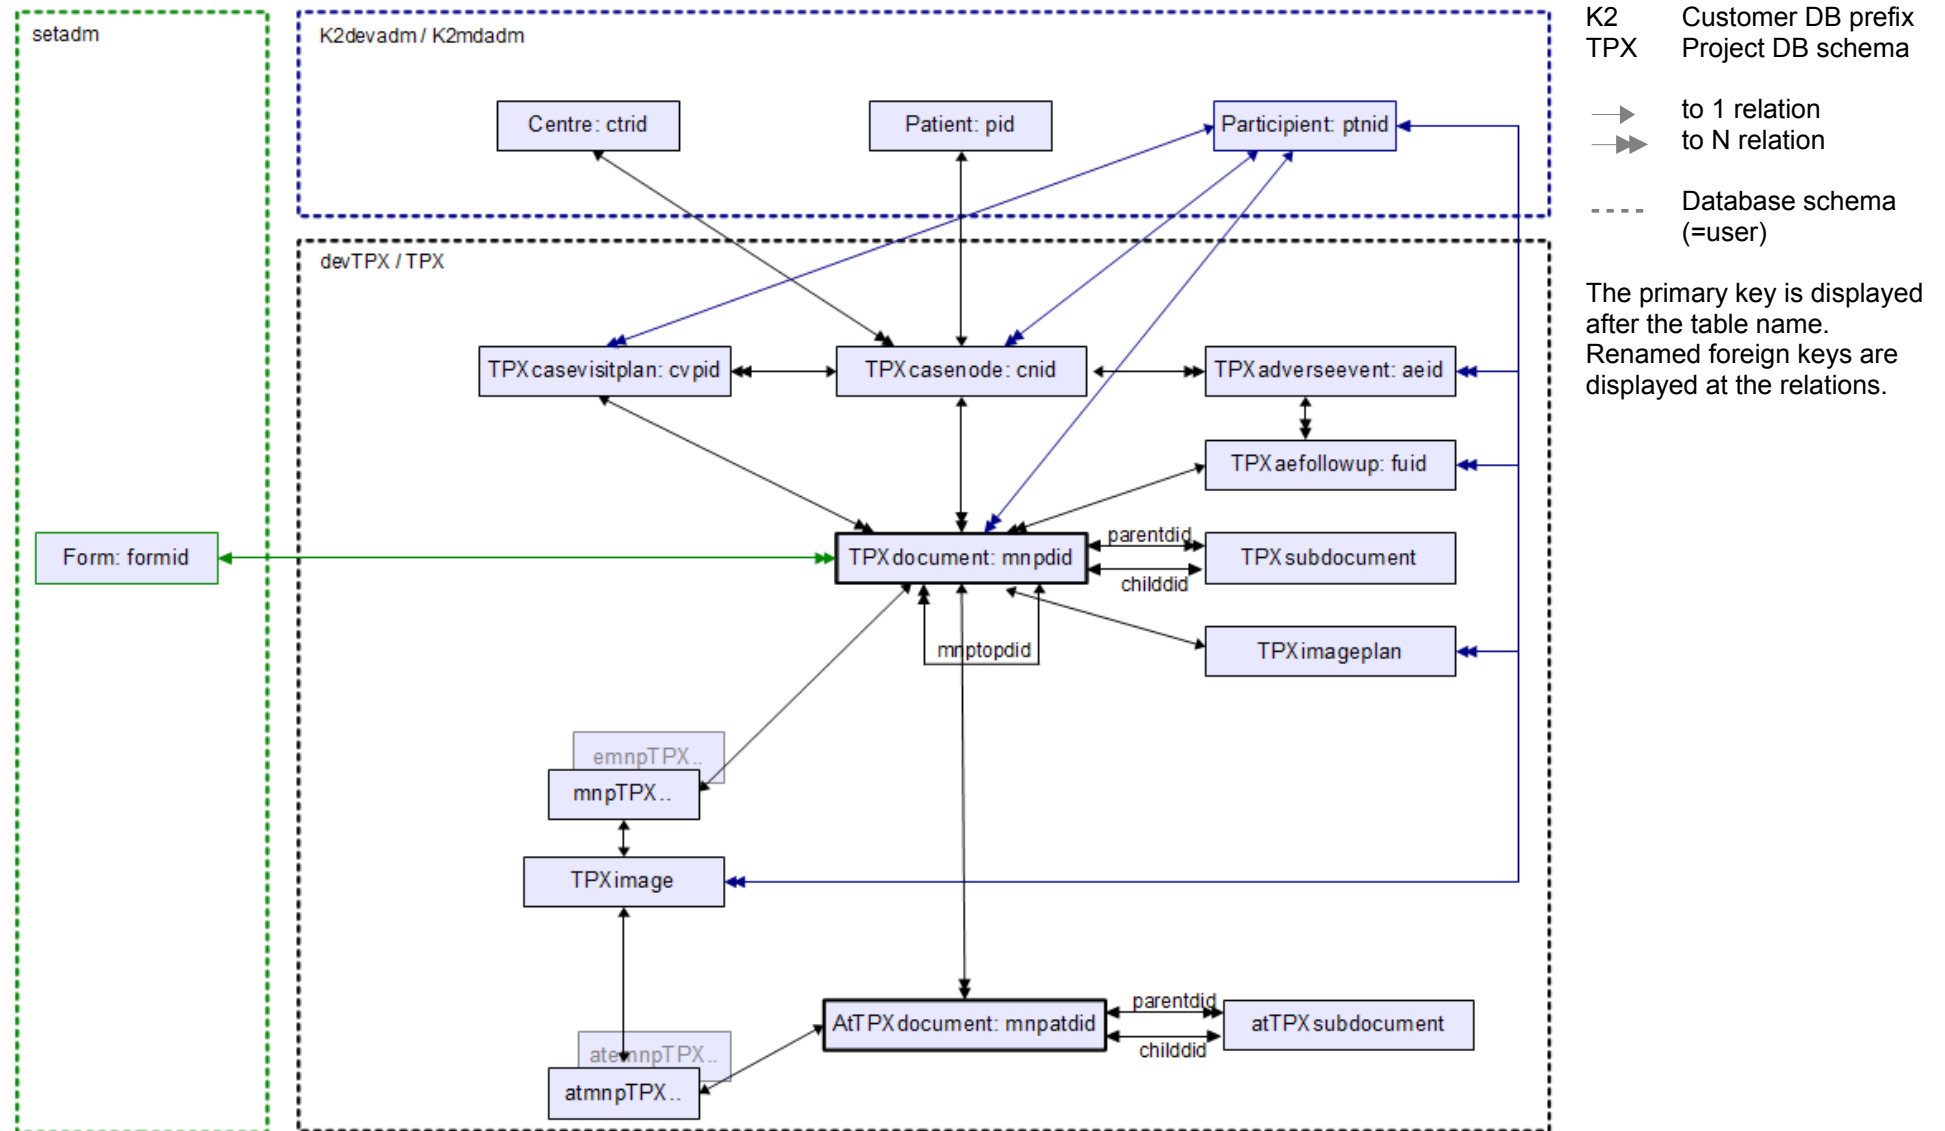 setadm
K2devadm / K2mdadm
Centre: ctrid
Patient: pid
Participient: ptnid
devTPX / TPX
TPXcasevisitplan: cvpid
TPXcasenode: cnid
TPXadverseevent: aeid
TPXaefollowup: fuid
Form: formid
TPXdocument: mnpdid
parentdid
childdid
TPXsubdocument
mnptopdid
TPXimageplan
emnpTPX..
mnpTPX..
TPXimage
AtTPXdocument: mnpatdid
parentdid
childdid
atTPXsubdocument
atemnpTPX..
atmnpTPX..
K2 Customer DB prefix
TPX Project DB schema
to 1 relation
to N relation
Database schema
(=user)
The primary key is displayed
after the table name.
Renamed foreign keys are
displayed at the relations.